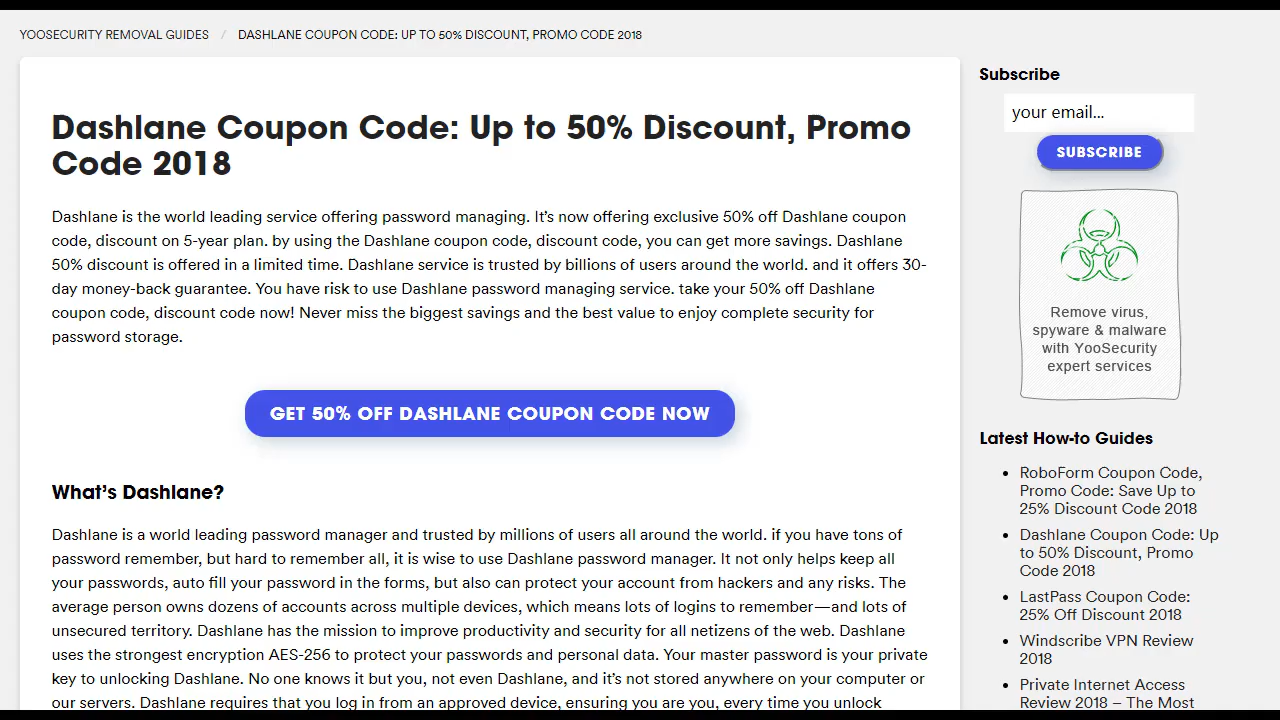 YOOSECURITY REMOVAL GUIDES / DASHLANE COUPON CODE: UP TO 50% DISCOUNT, PROMO CODE 2018
Dashlane Coupon Code: Up to 50% Discount, Promo
Code 2018
Dashlane is the world leading service offering password managing. It’s now offering exclusive 50% off Dashlane coupon
code, discount on 5-year plan. by using the Dashlane coupon code, discount code, you can get more savings. Dashlane
50% discount is offered in a limited time. Dashlane service is trusted by billions of users around the world. and it offers 30-
day money-back guarantee. You have risk to use Dashlane password managing service. take your 50% off Dashlane
coupon code, discount code now! Never miss the biggest savings and the best value to enjoy complete security for
password storage.
GET 50% OFF DASHLANE COUPON CODE NOW
What’s Dashlane?
Dashlane is a world leading password manager and trusted by millions of users all around the world. if you have tons of
password remember, but hard to remember all, it is wise to use Dashlane password manager. It not only helps keep all
your passwords, auto fill your password in the forms, but also can protect your account from hackers and any risks. The
average person owns dozens of accounts across multiple devices, which means lots of logins to remember—and lots of
unsecured territory. Dashlane has the mission to improve productivity and security for all netizens of the web. Dashlane
uses the strongest encryption AES-256 to protect your passwords and personal data. Your master password is your private
key to unlocking Dashlane. No one knows it but you, not even Dashlane, and it’s not stored anywhere on your computer or
our servers. Dashlane requires that you log in from an approved device, ensuring you are you, every time you unlock
Subscribe
your email...
SUBSCRIBE
Remove virus,
spyware & malware
with YooSecurity
expert services
Latest How-to Guides
RoboForm Coupon Code,
Promo Code: Save Up to
25% Discount Code 2018
Dashlane Coupon Code: Up
to 50% Discount, Promo
Code 2018
LastPass Coupon Code:
25% Off Discount 2018
Windscribe VPN Review
2018
Private Internet Access
Review 2018 – The Most